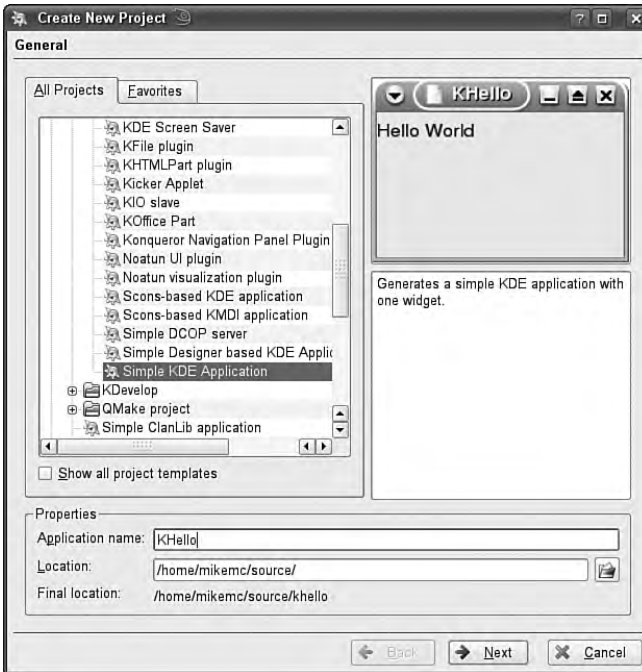 Create New Project
General
All Projects
Favorites
KDE Screen Saver
KFile plugin
KHTMLPart plugin
Kicker Applet
KIO slave
KOffice Part
Konqueror Navigation Panel Plugin
Noatun UI plugin
Noatun visualization plugin
Scons-based KDE application
Scons-based KMDI application
Simple DCOP server
Simple Designer based KDE Applic
Simple KDE Application
KDevelop
QMake project
Simple ClanLib application
Show all project templates
KHello
Hello World
Generates a simple KDE application with
one widget.
Properties
Application name: KHello
Location: /home/mikemc/source/
Final location: /home/mikemc/source/khello
Back
Next
Cancel